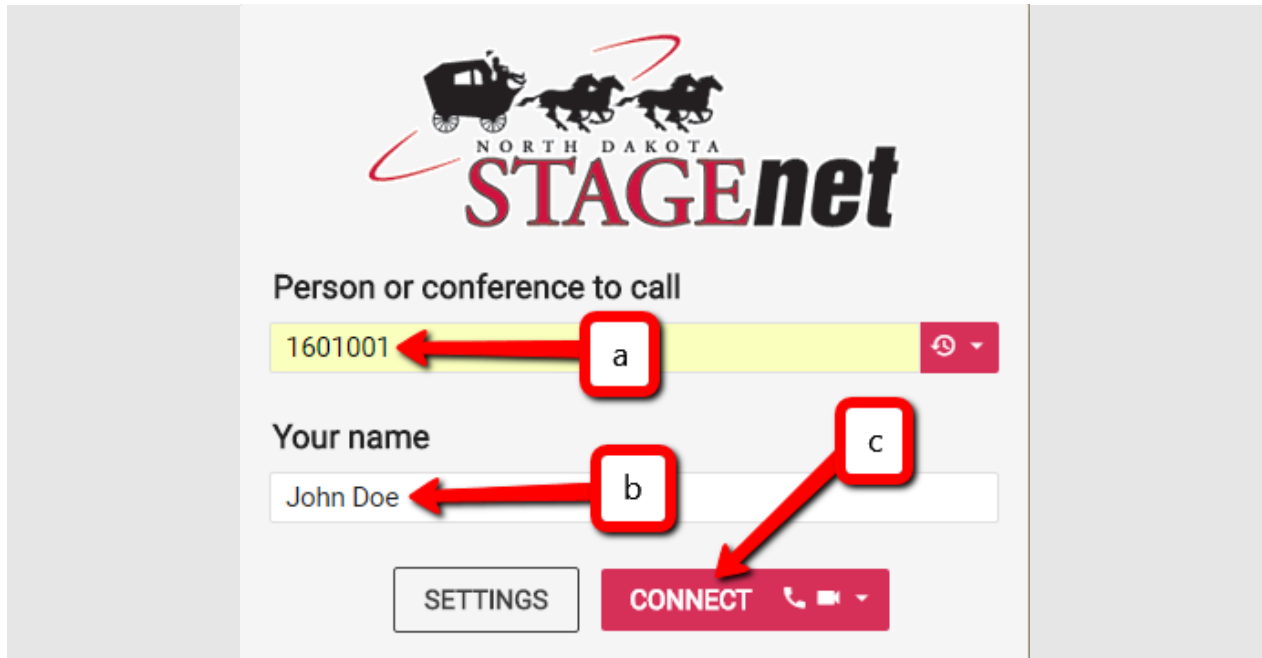 NORTH DAKOTA
STAGEnet
Person or conference to call
1601001
a
Your name
c
John Doe
b
SETTINGS
CONNECT